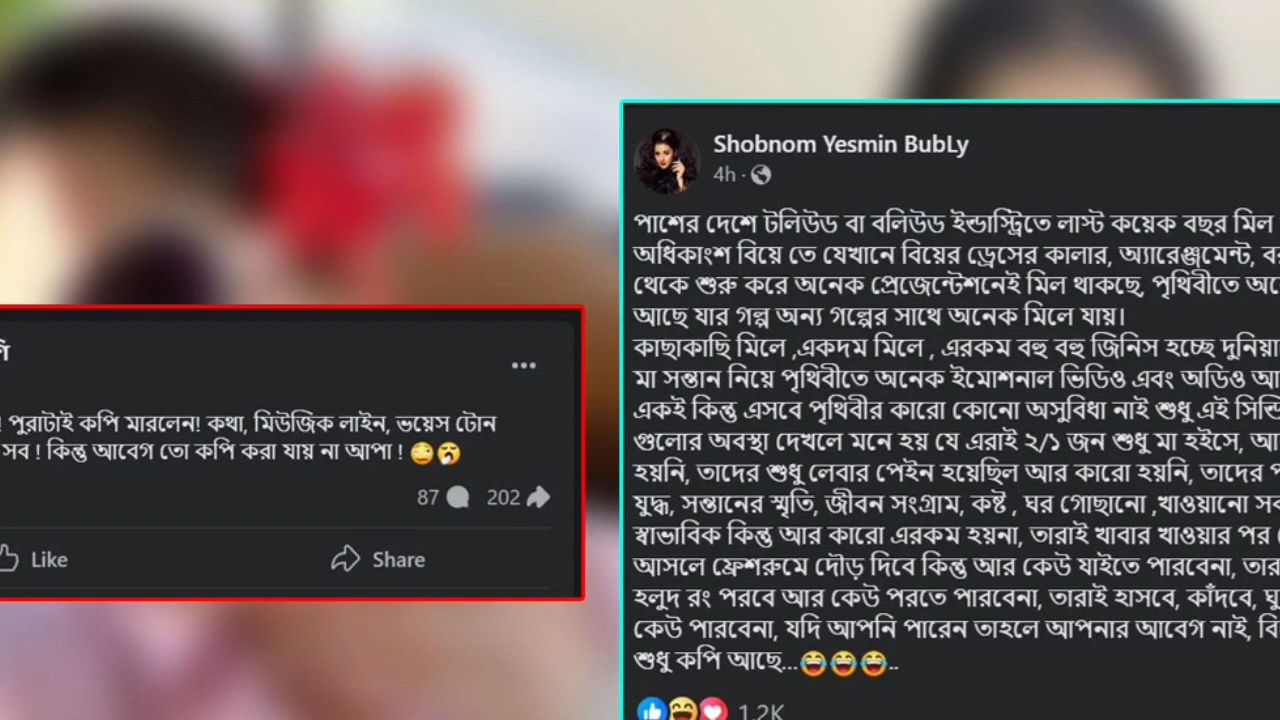 ! পুরাটাই কপি মারলেন! কথা, মিউজিক লাইন, ভয়েস টোন
সব ! কিন্তু আবেগ তো কপি করা যায় না আপা ! 😳🥱
87 202
Like Share
Shobnom Yesmin BubLy
4h ·
পাশের দেশে টলিউড বা বলিউড ইন্ডাস্ট্রিতে লাস্ট কয়েক বছর মিল
অধিকাংশ বিয়ে তে যেখানে বিয়ের ড্রেসের কালার, অ্যারেঞ্জমেন্ট,
থেকে শুরু করে অনেক প্রেজেন্টেশনেই মিল থাকছে, পৃথিবীতে
আছে যার গল্প অন্য গল্পের সাথে অনেক মিলে যায়।
কাছাকাছি মিলে ,একদম মিলে , এরকম বহু বহু জিনিস হচ্ছে
মা সন্তান নিয়ে পৃথিবীতে অনেক ইমোশনাল ভিডিও এবং অডিও
একই কিন্তু এসবে পৃথিবীর কারো কোনো অসুবিধা নাই শুধু এই
গুলোর অবস্থা দেখলে মনে হয় যে এরাই ২/১ জন শুধু মা হইসে,
হয়নি, তাদের শুধু লেবার পেইন হয়েছিল আর কারো হয়নি, তাদের
যুদ্ধ, সন্তানের স্মৃতি, জীবন সংগ্রাম, কষ্ট , ঘর গোছানো ,খাওয়ানো
স্বাভাবিক কিন্তু আর কারো এরকম হয়না, তারাই খাবার খাওয়ার পর
আসলে ফ্রেশরুমে দৌড় দিবে কিন্তু আর কেউ যাইতে পারবেনা,
হলুদ রং পরবে আর কেউ পরতে পারবেনা, তারাই হাসবে, কাঁদবে,
কেউ পারবেনা, যদি আপনি পারেন তাহলে আপনার আবেগ নাই,
শুধু কপি আছে...😂😂😂..
1.2K